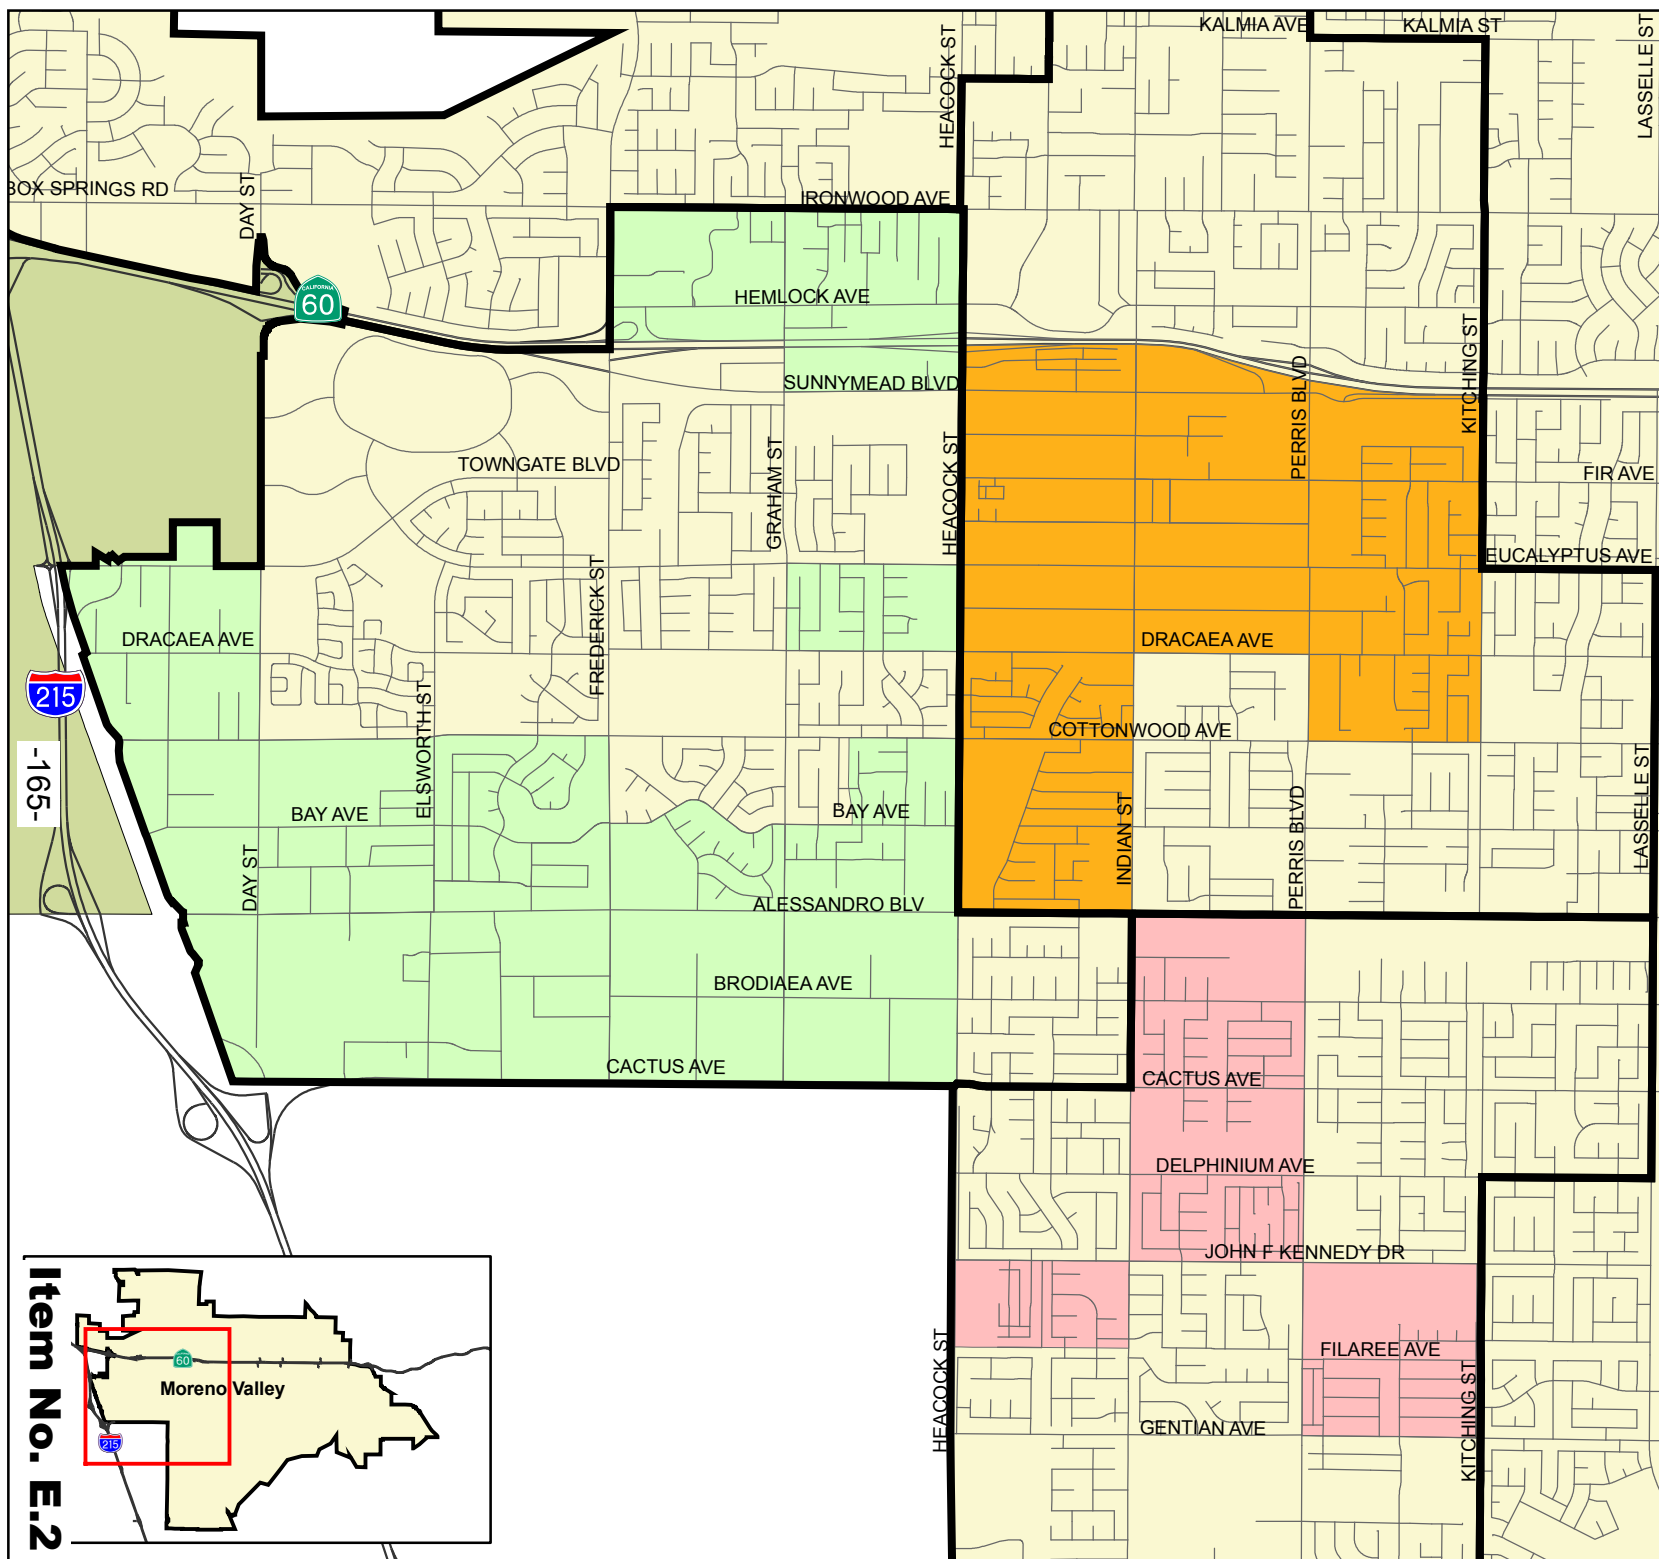 KALMIA AVE
KALMIA ST
HEACOCK ST
LASSELLE ST
BOX SPRINGS RD
DAY ST
IRONWOOD AVE
CALIFORNIA
60
HEMLOCK AVE
SUNNYMEAD BLVD
PERRIS BLVD
KITCHING ST
TOWNGATE BLVD
GRAHAM ST
HEACOCK ST
FIR AVE
EUCALYPTUS AVE
FREDERICK ST
DRACAEA AVE
DRACAEA AVE
215
ELSWORTH ST
COTTONWOOD AVE
-165-
BAY AVE
BAY AVE
INDIAN ST
PERRIS BLVD
LASSELLE ST
DAY ST
ALESSANDRO BLV
BRODIAEA AVE
CACTUS AVE
CACTUS AVE
DELPHINIUM AVE
JOHN F KENNEDY DR
HEACOCK ST
FILAREE AVE
KITCHING ST
GENTIAN AVE
Item No. E.2
60
Moreno Valley
215